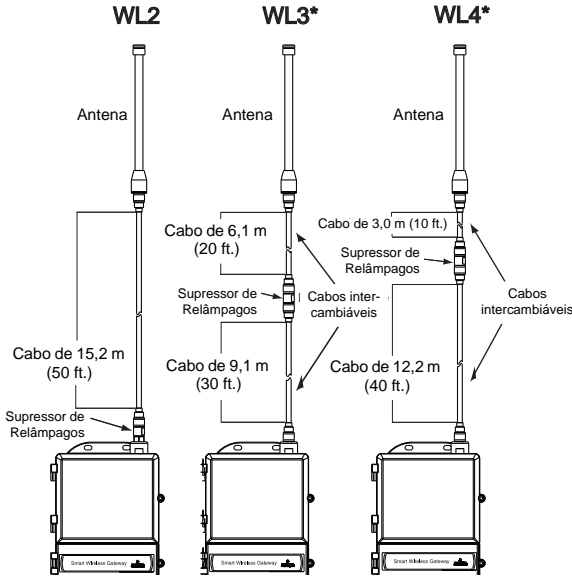 WL2
WL3*
WL4*
Antena
Antena
Antena
Cabo de 6,1 m
(20 ft.)
Cabo de 3,0 m (10 ft.)
Supressor de
Relâmpagos
Supressor de
Relâmpagos
Cabos inter-
cambiáveis
Cabos
intercambiáveis
Cabo de 15,2 m
(50 ft.)
Cabo de 9,1 m
(30 ft.)
Cabo de 12,2 m
(40 ft.)
Supressor de
Relâmpagos
Smart Wireless Gateway
Smart Wireless Gateway
Smart Wireless Gateway